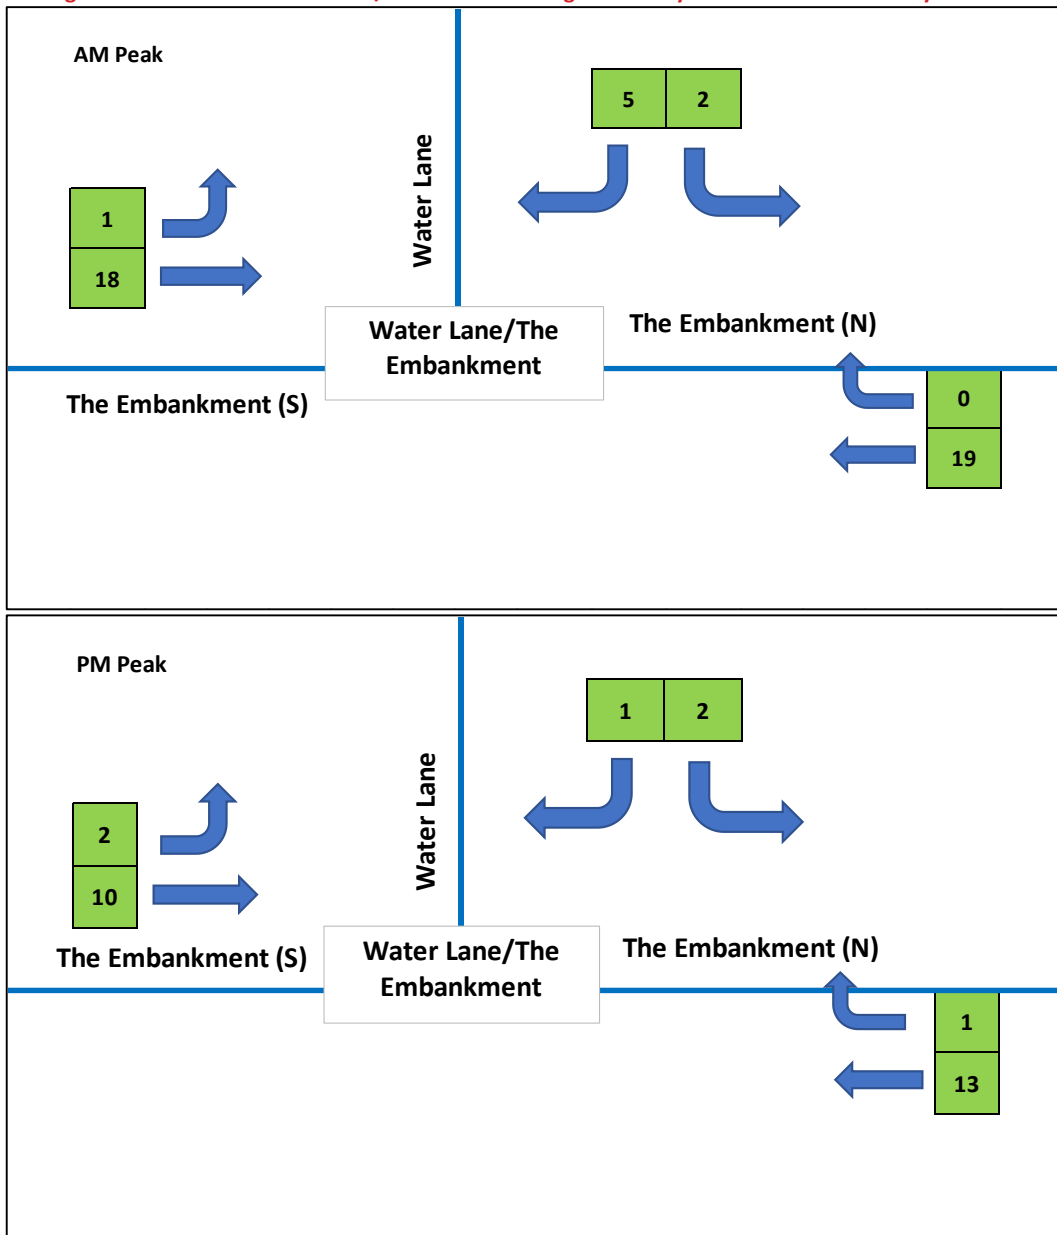 AM Peak
5 2
Water Lane
1
18
Water Lane/The
Embankment
The Embankment (N)
The Embankment (S)
0
19
PM Peak
1 2
Water Lane
2
10
The Embankment (S)
Water Lane/The
Embankment
The Embankment (N)
1
13